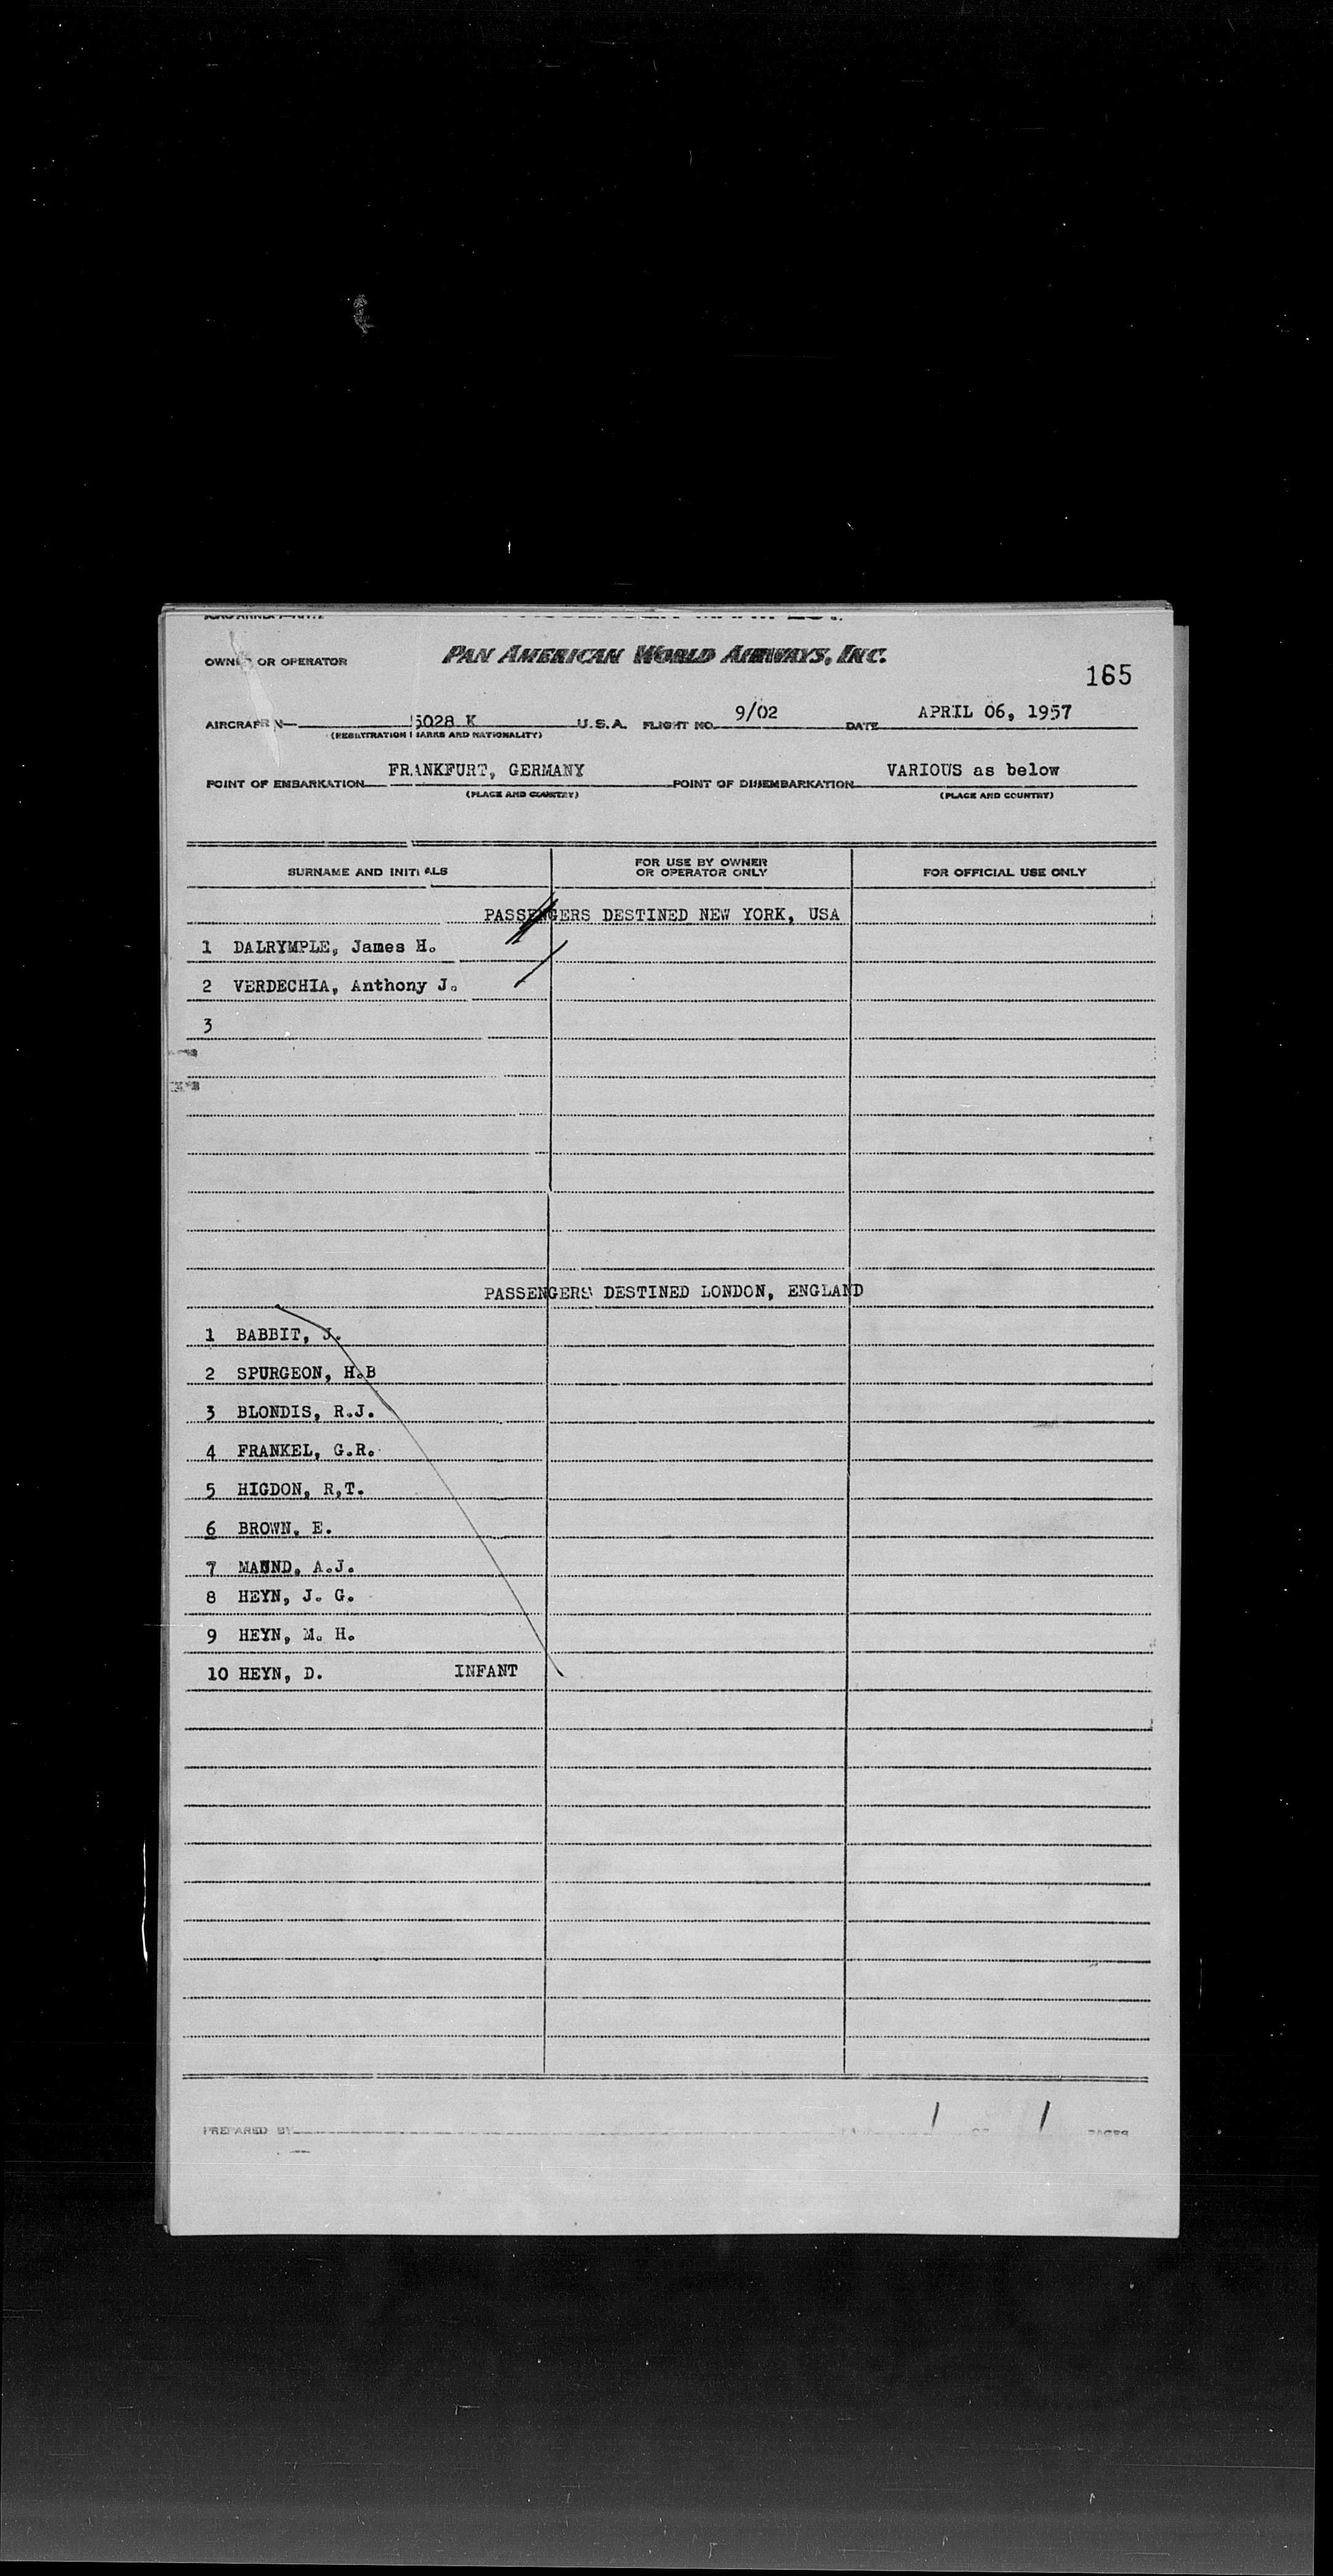 OWNER OR OPERATOR PAN AMERICAN WORLD AIRWAYS, INC.
165
AIRCRAFT N— 5028 K U.S.A. FLIGHT NO. 9/02 DATE APRIL 06, 1957
(REGISTRATION MARKS AND NATIONALITY)
POINT OF EMBARKATION FRANKFURT, GERMANY POINT OF DISEMBARKATION VARIOUS as below
(PLACE AND COUNTRY) (PLACE AND COUNTRY)
SURNAME AND INITIALS FOR USE BY OWNER OR OPERATOR ONLY FOR OFFICIAL USE ONLY
PASSENGERS DESTINED NEW YORK, USA
1 DALRYMPLE, James H.
2 VERDECHIA, Anthony J.
3
PASSENGERS DESTINED LONDON, ENGLAND
1 BABBIT, J.
2 SPURGEON, H.B
3 BLONDIS, R.J.
4 FRANKEL, G.R.
5 HIGDON, R,T.
6 BROWN, E.
7 MAUND, A.J.
8 HEYN, J. G.
9 HEYN, M. H.
10 HEYN, D. INFANT
PREPARED BY 1 OF 1 PAGES